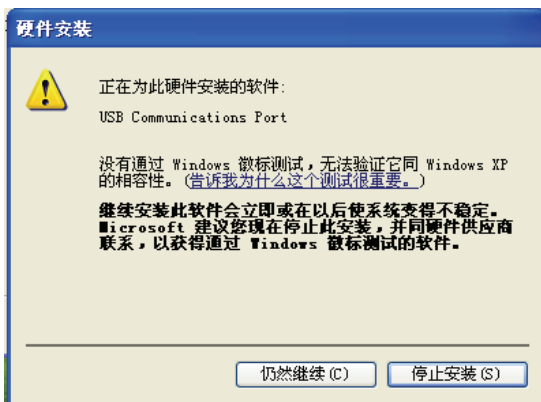 硬件安装
正在为此硬件安装的软件:
USB Communications Port
没有通过 Windows 徽标测试，无法验证它同 Windows XP
的相容性。(告诉我为什么这个测试很重要。)
继续安装此软件会立即或在以后使系统变得不稳定。
Microsoft 建议您现在停止此安装，并同硬件供应商
联系，以获得通过 Windows 徽标测试的软件。
仍然继续(C)
停止安装(S)